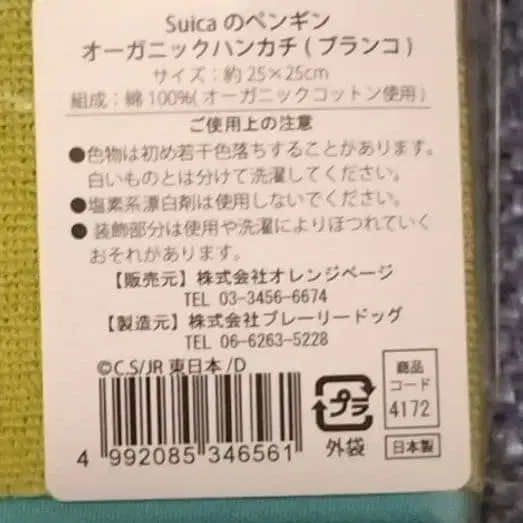 Suica のペンギン
オーガニックハンカチ ( ブランコ )
サイズ : 約 25×25cm
組成 : 綿 100%( オーガニックコットン使用 )
ご使用上の注意
●色物は初め若干色落ちすることがあります。
白いものとは分けて洗濯してください。
●塩素系漂白剤は使用しないでください。
● 装飾部分は使用や洗濯によりほつれていく
おそれがあります。
【販売元】株式会社オレンジページ
TEL 03-3456-6674
【製造元】株式会社プレーリードッグ
TEL 06-6263-5228
©C.S/JR 東日本 /D
4 992085 346561
プラ
外袋
商品
コード
4172
日本製